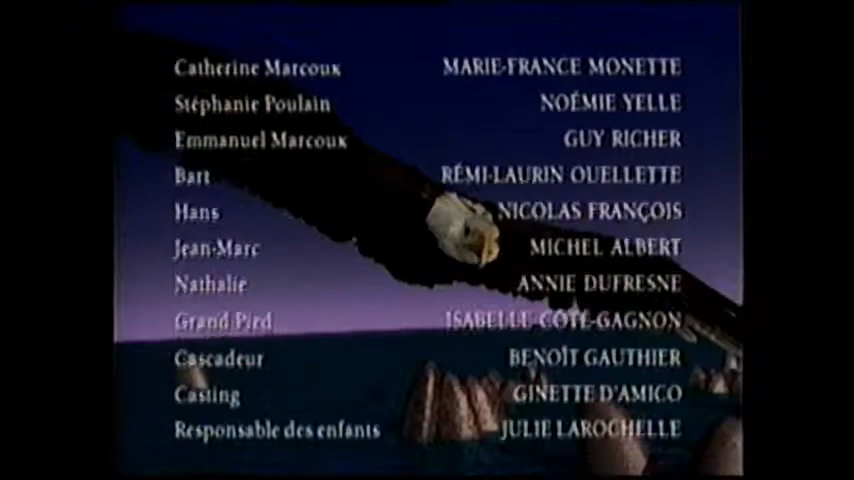 Catherine Marcoux MARIE-FRANCE MONETTE
Stéphanie Poulain NOÉMIE YELLE
Emmanuel Marcoux GUY RICHER
Bart RÉMI-LAURIN OUELLETTE
Hans NICOLAS FRANÇOIS
Jean-Marc MICHEL ALBERT
Nathalie ANNIE DUFRESNE
Grand Pied ISABELLE CÔTÉ-GAGNON
Cascadeur BENOÎT GAUTHIER
Casting GINETTE D'AMICO
Responsable des enfants JULIE LAROCHELLE